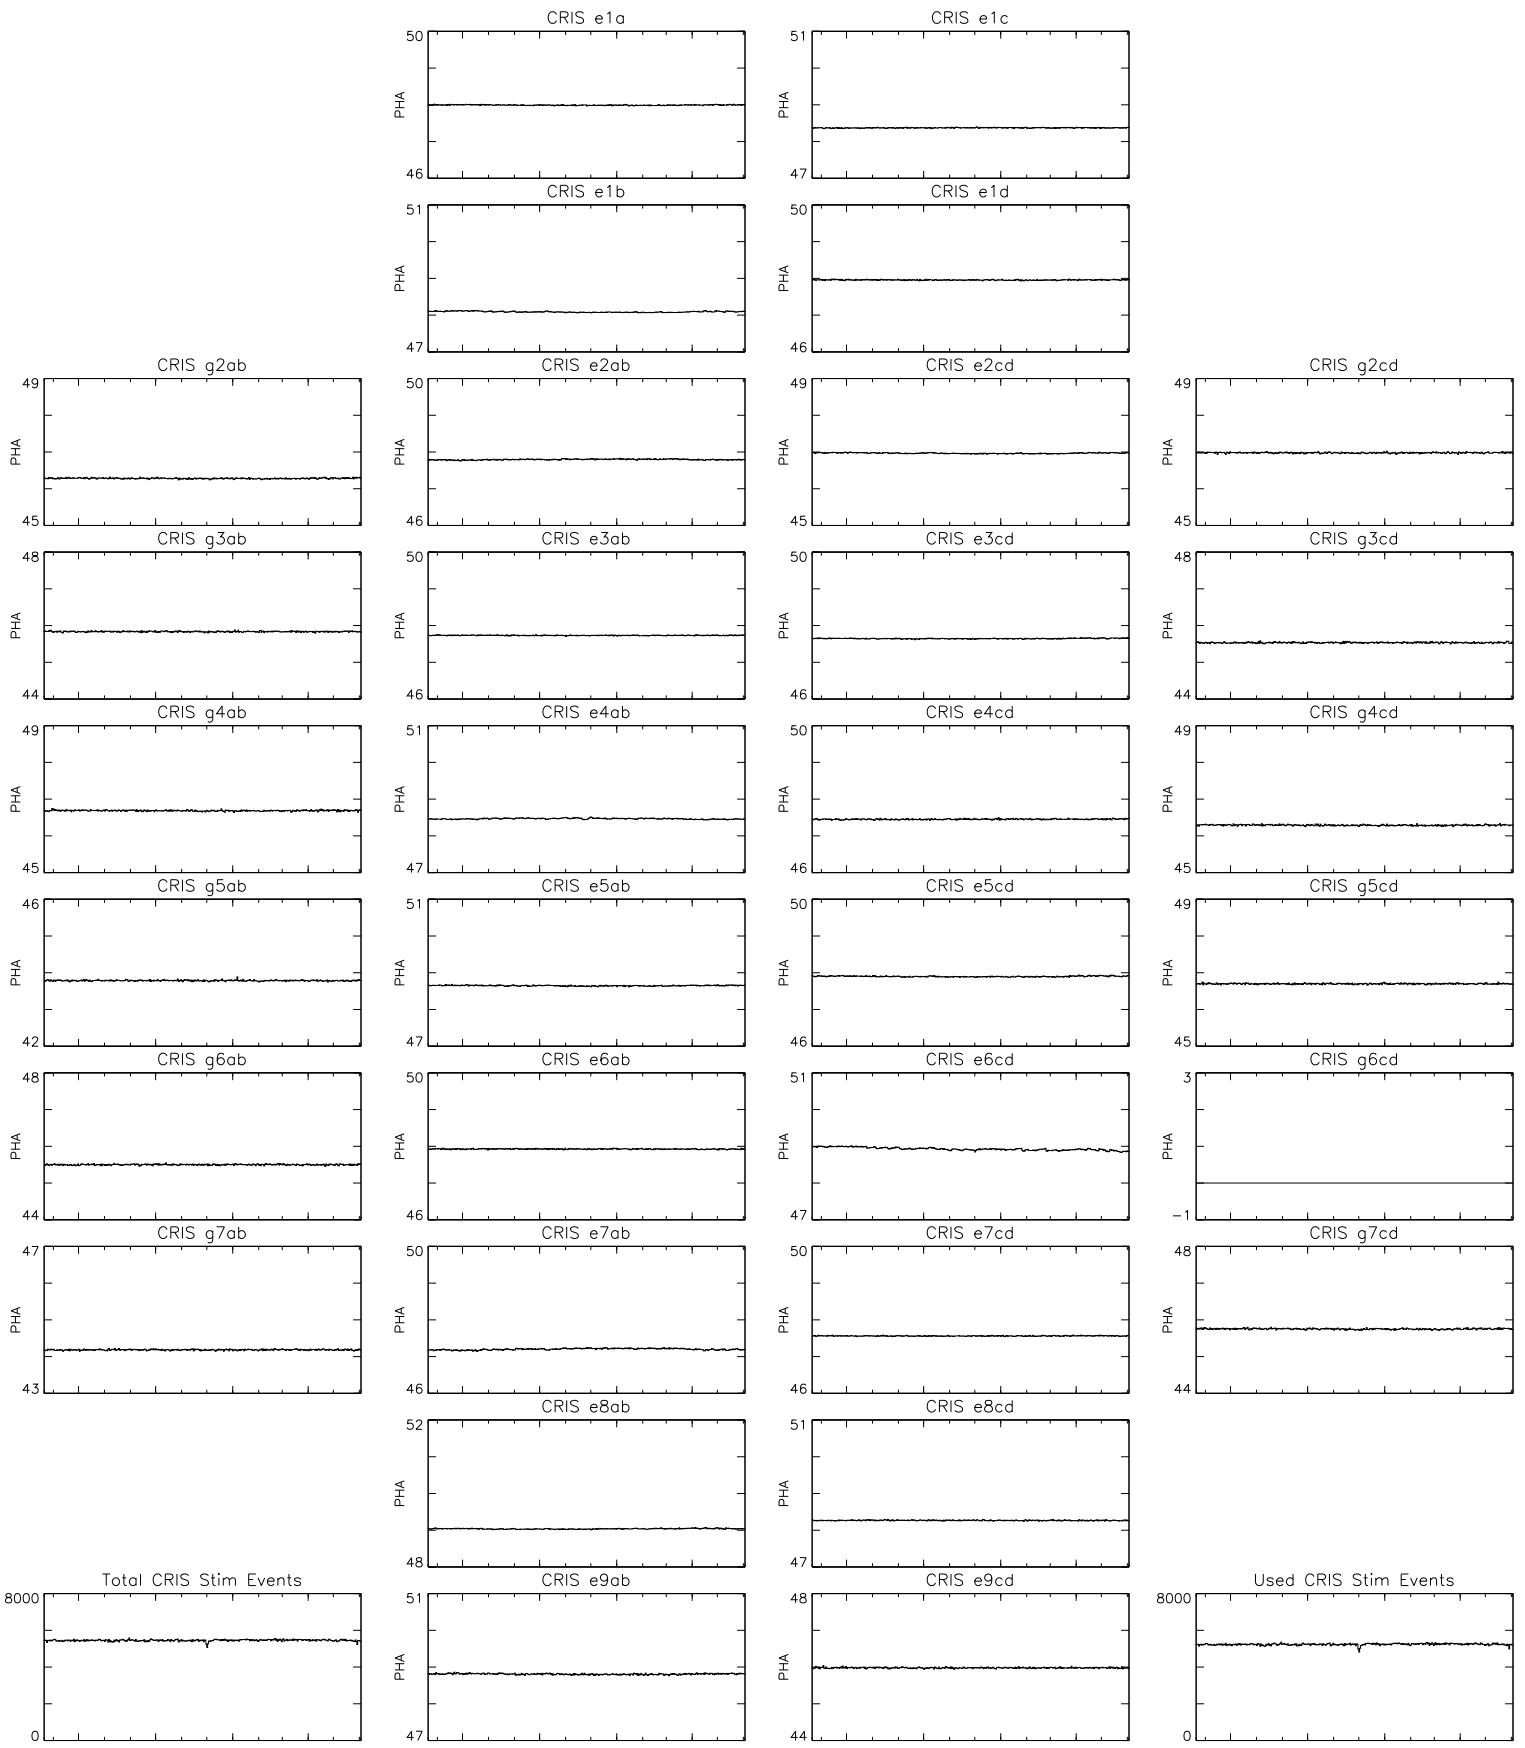 CRIS e1a
50
PHA
46
CRIS e1c
51
PHA
47
CRIS e1b
51
PHA
47
CRIS e1d
50
PHA
46
CRIS g2ab
49
PHA
45
CRIS e2ab
50
PHA
46
CRIS e2cd
49
PHA
45
CRIS g2cd
49
PHA
45
CRIS g3ab
48
PHA
44
CRIS e3ab
50
PHA
46
CRIS e3cd
50
PHA
46
CRIS g3cd
48
PHA
44
CRIS g4ab
49
PHA
45
CRIS e4ab
51
PHA
47
CRIS e4cd
50
PHA
46
CRIS g4cd
49
PHA
45
CRIS g5ab
46
PHA
42
CRIS e5ab
51
PHA
47
CRIS e5cd
50
PHA
46
CRIS g5cd
49
PHA
45
CRIS g6ab
48
PHA
44
CRIS e6ab
50
PHA
46
CRIS e6cd
51
PHA
47
CRIS g6cd
3
PHA
−1
CRIS g7ab
47
PHA
43
CRIS e7ab
50
PHA
46
CRIS e7cd
50
PHA
46
CRIS g7cd
48
PHA
44
CRIS e8ab
52
PHA
48
CRIS e8cd
51
PHA
47
Total CRIS Stim Events
8000
0
CRIS e9ab
51
PHA
47
CRIS e9cd
48
PHA
44
Used CRIS Stim Events
8000
0